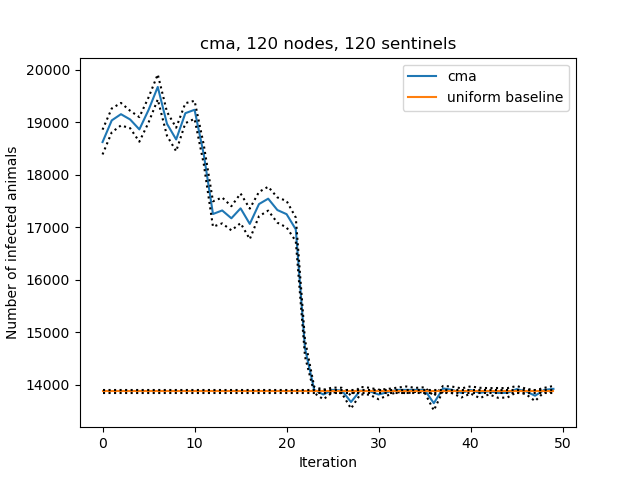 cma, 120 nodes, 120 sentinels
cma
uniform baseline
Number of infected animals
20000
19000
18000
17000
16000
15000
14000
0 10 20 30 40 50
Iteration